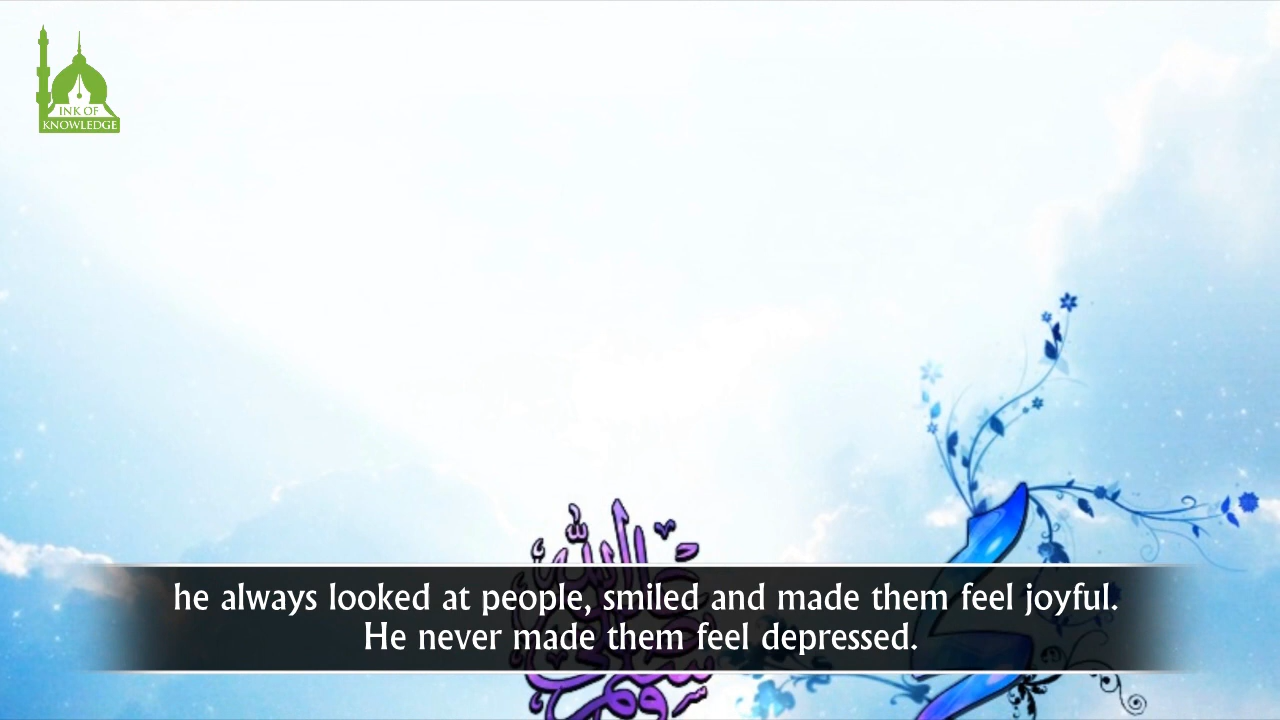 INK OF
KNOWLEDGE
he always looked at people, smiled and made them feel joyful.
He never made them feel depressed.